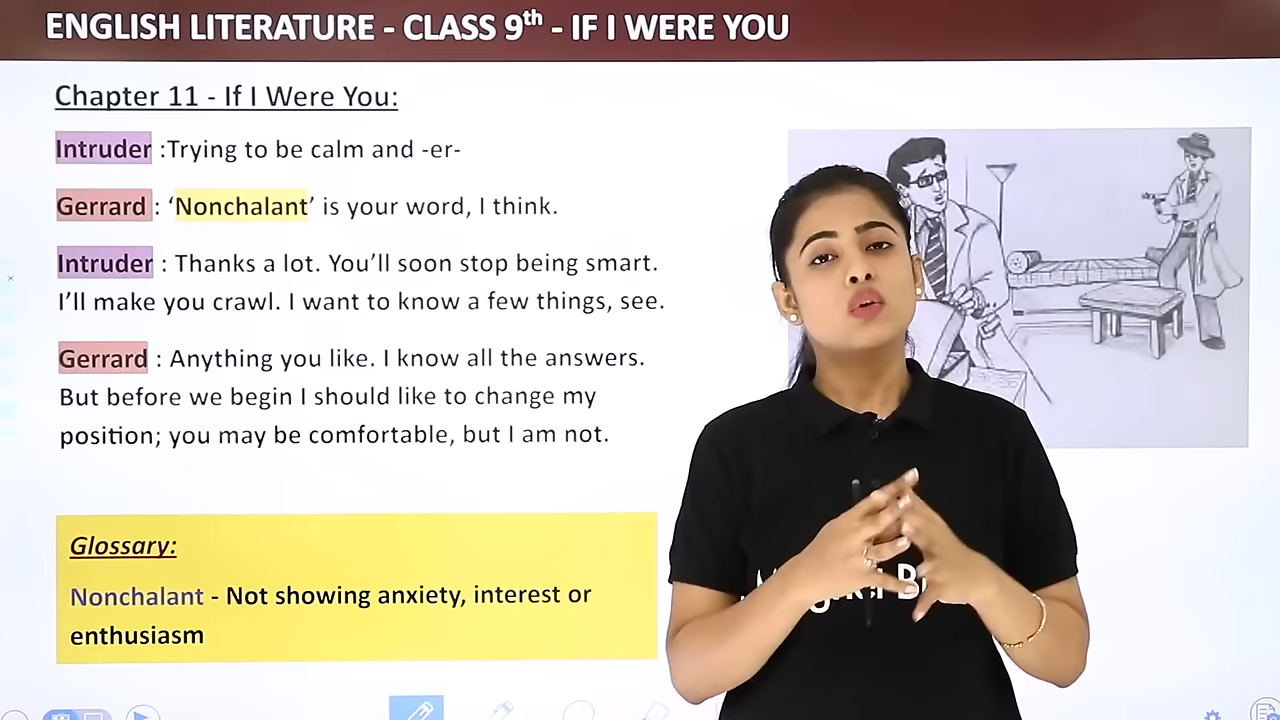 ENGLISH LITERATURE - CLASS 9th - IF I WERE YOU
Chapter 11 - If I Were You:
Intruder :Trying to be calm and -er-
Gerrard : ‘Nonchalant’ is your word, I think.
Intruder : Thanks a lot. You’ll soon stop being smart.
I’ll make you crawl. I want to know a few things, see.
Gerrard : Anything you like. I know all the answers.
But before we begin I should like to change my
position; you may be comfortable, but I am not.
Glossary:
Nonchalant - Not showing anxiety, interest or
enthusiasm